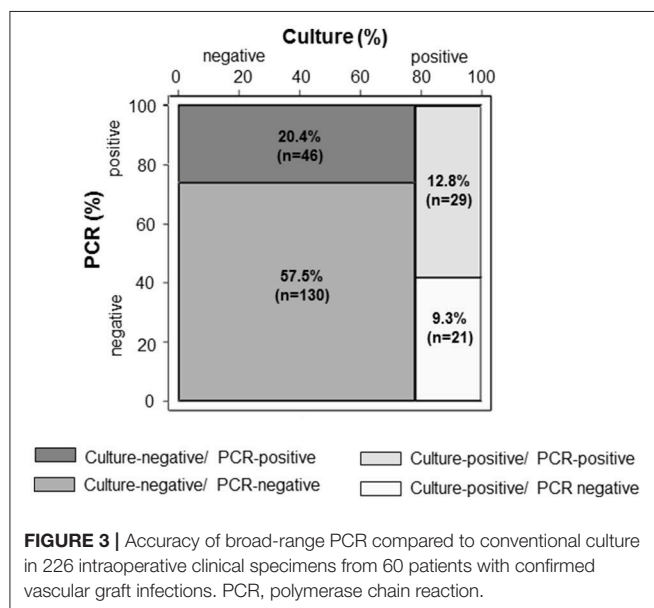 Culture (%)
negative positive
0 20 40 60 80 100
PCR (%)
positive
negative
100
80
60
40
20
0
20.4%
(n=46)
12.8%
(n=29)
57.5%
(n=130)
9.3%
(n=21)
Culture-negative/ PCR-positive
Culture-positive/ PCR-positive
Culture-negative/ PCR-negative
Culture-positive/ PCR negative
FIGURE 3 | Accuracy of broad-range PCR compared to conventional culture
in 226 intraoperative clinical specimens from 60 patients with confirmed
vascular graft infections. PCR, polymerase chain reaction.